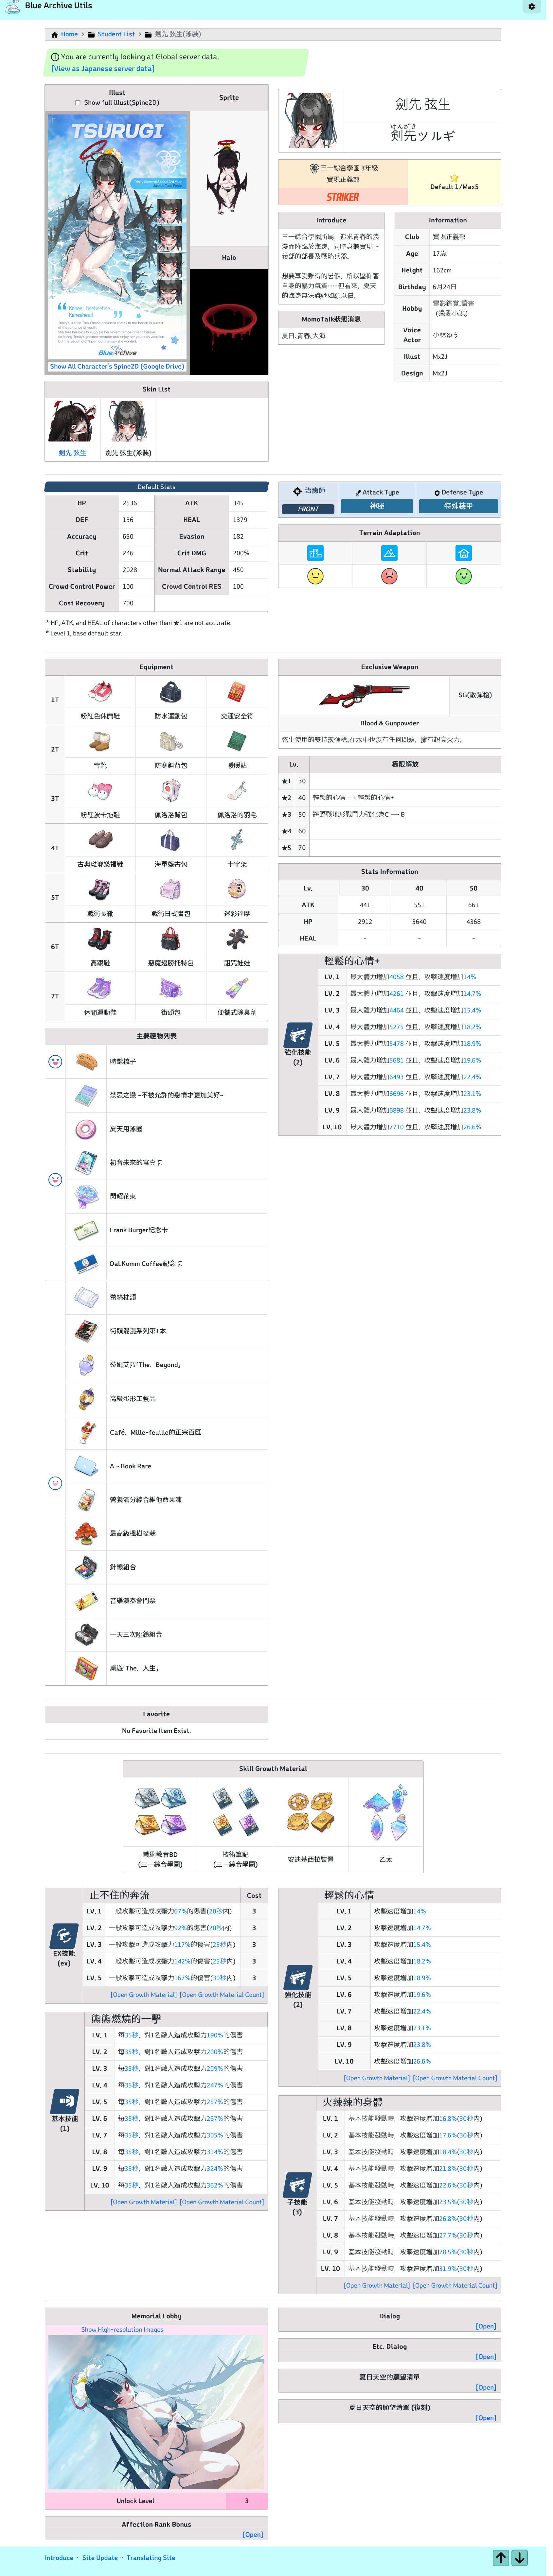 Blue Archive Utils
Home > Student List > 劍先 弦生(泳裝)
You are currently looking at Global server data.
[View as Japanese server data]
Illust
Show full illust(Spine2D)
Sprite
TSURUGI
Halo
Blue Archive
Show All Character's Spine2D (Google Drive)
劍先 弦生
けんざき
剣先ツルギ
三一綜合學園 3年級
實現正義部
STRIKER
Default 1/Max5
Introduce
三一綜合學園所屬，追求青春的浪漫而降臨於海邊，同時身兼實現正義部的部長及戰略兵器。
想要享受難得的暑假，所以壓抑著自身的暴力氣質……但看來，夏天的海邊無法讓她如願以償。
MomoTalk狀態消息
夏日,青春,大海
Information
Club 實現正義部
Age 17歲
Height 162cm
Birthday 6月24日
Hobby 電影鑑賞,讀書(戀愛小說)
Voice Actor 小林ゆう
Illust Mx2J
Design Mx2J
Skin List
劍先 弦生
劍先 弦生(泳裝)
Default Stats
HP 2536 ATK 345
DEF 136 HEAL 1379
Accuracy 650 Evasion 182
Crit 246 Crit DMG 200%
Stability 2028 Normal Attack Range 450
Crowd Control Power 100 Crowd Control RES 100
Cost Recovery 700
* HP, ATK, and HEAL of characters other than ★1 are not accurate.
* Level 1, base default star.
治癒師
FRONT
Attack Type
神秘
Defense Type
特殊裝甲
Terrain Adaptation
Equipment
1T 粉紅色休閒鞋 防水運動包 交通安全符
2T 雪靴 防寒斜背包 暖暖貼
3T 粉紅波卡拖鞋 佩洛洛背包 佩洛洛的羽毛
4T 古典琺瑯樂福鞋 海軍藍書包 十字架
5T 戰術長靴 戰術日式書包 迷彩達摩
6T 高跟鞋 惡魔翅膀托特包 詛咒娃娃
7T 休閒運動鞋 街頭包 便攜式除臭劑
Exclusive Weapon
SG(散彈槍)
Blood & Gunpowder
弦生使用的雙持霰彈槍,在水中也沒有任何問題，擁有超高火力。
Lv. 極限解放
★1 30
★2 40 輕鬆的心情 → 輕鬆的心情+
★3 50 將野戰地形戰鬥力強化為C → B
★4 60
★5 70
Stats Information
Lv. 30 40 50
ATK 441 551 661
HP 2912 3640 4368
HEAL - - -
強化技能
(2)
輕鬆的心情+
LV. 1 最大體力增加4058 並且，攻擊速度增加14%
LV. 2 最大體力增加4261 並且，攻擊速度增加14.7%
LV. 3 最大體力增加4464 並且，攻擊速度增加15.4%
LV. 4 最大體力增加5275 並且，攻擊速度增加18.2%
LV. 5 最大體力增加5478 並且，攻擊速度增加18.9%
LV. 6 最大體力增加5681 並且，攻擊速度增加19.6%
LV. 7 最大體力增加6493 並且，攻擊速度增加22.4%
LV. 8 最大體力增加6696 並且，攻擊速度增加23.1%
LV. 9 最大體力增加6898 並且，攻擊速度增加23.8%
LV. 10 最大體力增加7710 並且，攻擊速度增加26.6%
主要禮物列表
時髦梳子
禁忌之戀 ~不被允許的戀情才更加美好~
夏天用泳圈
初音未來的寫真卡
閃耀花束
Frank Burger紀念卡
Dal.Komm Coffee紀念卡
蕾絲枕頭
街頭混混系列第1本
莎姆艾菈「The．Beyond」
高級蛋形工藝品
Café．Mille-feuille的正宗百匯
A－Book Rare
營養滿分綜合維他命果凍
最高級楓樹盆栽
針線組合
音樂演奏會門票
一天三次啞鈴組合
桌遊「The．人生」
Favorite
No Favorite Item Exist.
Skill Growth Material
戰術教育BD
(三一綜合學園)
技術筆記
(三一綜合學園)
安迪基西拉裝置
乙太
EX技能
(ex)
止不住的奔流 Cost
LV. 1 一般攻擊可造成攻擊力67%的傷害(20秒內) 3
LV. 2 一般攻擊可造成攻擊力92%的傷害(20秒內) 3
LV. 3 一般攻擊可造成攻擊力117%的傷害(25秒內) 3
LV. 4 一般攻擊可造成攻擊力142%的傷害(25秒內) 3
LV. 5 一般攻擊可造成攻擊力167%的傷害(30秒內) 3
[Open Growth Material] [Open Growth Material Count]
基本技能
(1)
熊熊燃燒的一擊
LV. 1 每35秒，對1名敵人造成攻擊力190%的傷害
LV. 2 每35秒，對1名敵人造成攻擊力200%的傷害
LV. 3 每35秒，對1名敵人造成攻擊力209%的傷害
LV. 4 每35秒，對1名敵人造成攻擊力247%的傷害
LV. 5 每35秒，對1名敵人造成攻擊力257%的傷害
LV. 6 每35秒，對1名敵人造成攻擊力267%的傷害
LV. 7 每35秒，對1名敵人造成攻擊力305%的傷害
LV. 8 每35秒，對1名敵人造成攻擊力314%的傷害
LV. 9 每35秒，對1名敵人造成攻擊力324%的傷害
LV. 10 每35秒，對1名敵人造成攻擊力362%的傷害
[Open Growth Material] [Open Growth Material Count]
強化技能
(2)
輕鬆的心情
LV. 1 攻擊速度增加14%
LV. 2 攻擊速度增加14.7%
LV. 3 攻擊速度增加15.4%
LV. 4 攻擊速度增加18.2%
LV. 5 攻擊速度增加18.9%
LV. 6 攻擊速度增加19.6%
LV. 7 攻擊速度增加22.4%
LV. 8 攻擊速度增加23.1%
LV. 9 攻擊速度增加23.8%
LV. 10 攻擊速度增加26.6%
[Open Growth Material] [Open Growth Material Count]
子技能
(3)
火辣辣的身體
LV. 1 基本技能發動時，攻擊速度增加16.8%(30秒內)
LV. 2 基本技能發動時，攻擊速度增加17.6%(30秒內)
LV. 3 基本技能發動時，攻擊速度增加18.4%(30秒內)
LV. 4 基本技能發動時，攻擊速度增加21.8%(30秒內)
LV. 5 基本技能發動時，攻擊速度增加22.6%(30秒內)
LV. 6 基本技能發動時，攻擊速度增加23.5%(30秒內)
LV. 7 基本技能發動時，攻擊速度增加26.8%(30秒內)
LV. 8 基本技能發動時，攻擊速度增加27.7%(30秒內)
LV. 9 基本技能發動時，攻擊速度增加28.5%(30秒內)
LV. 10 基本技能發動時，攻擊速度增加31.9%(30秒內)
[Open Growth Material] [Open Growth Material Count]
Memorial Lobby
Show High-resolution Images
Unlock Level 3
Affection Rank Bonus
[Open]
Dialog
[Open]
Etc. Dialog
[Open]
夏日天空的願望清單
[Open]
夏日天空的願望清單 (復刻)
[Open]
Introduce ・ Site Update ・ Translating Site